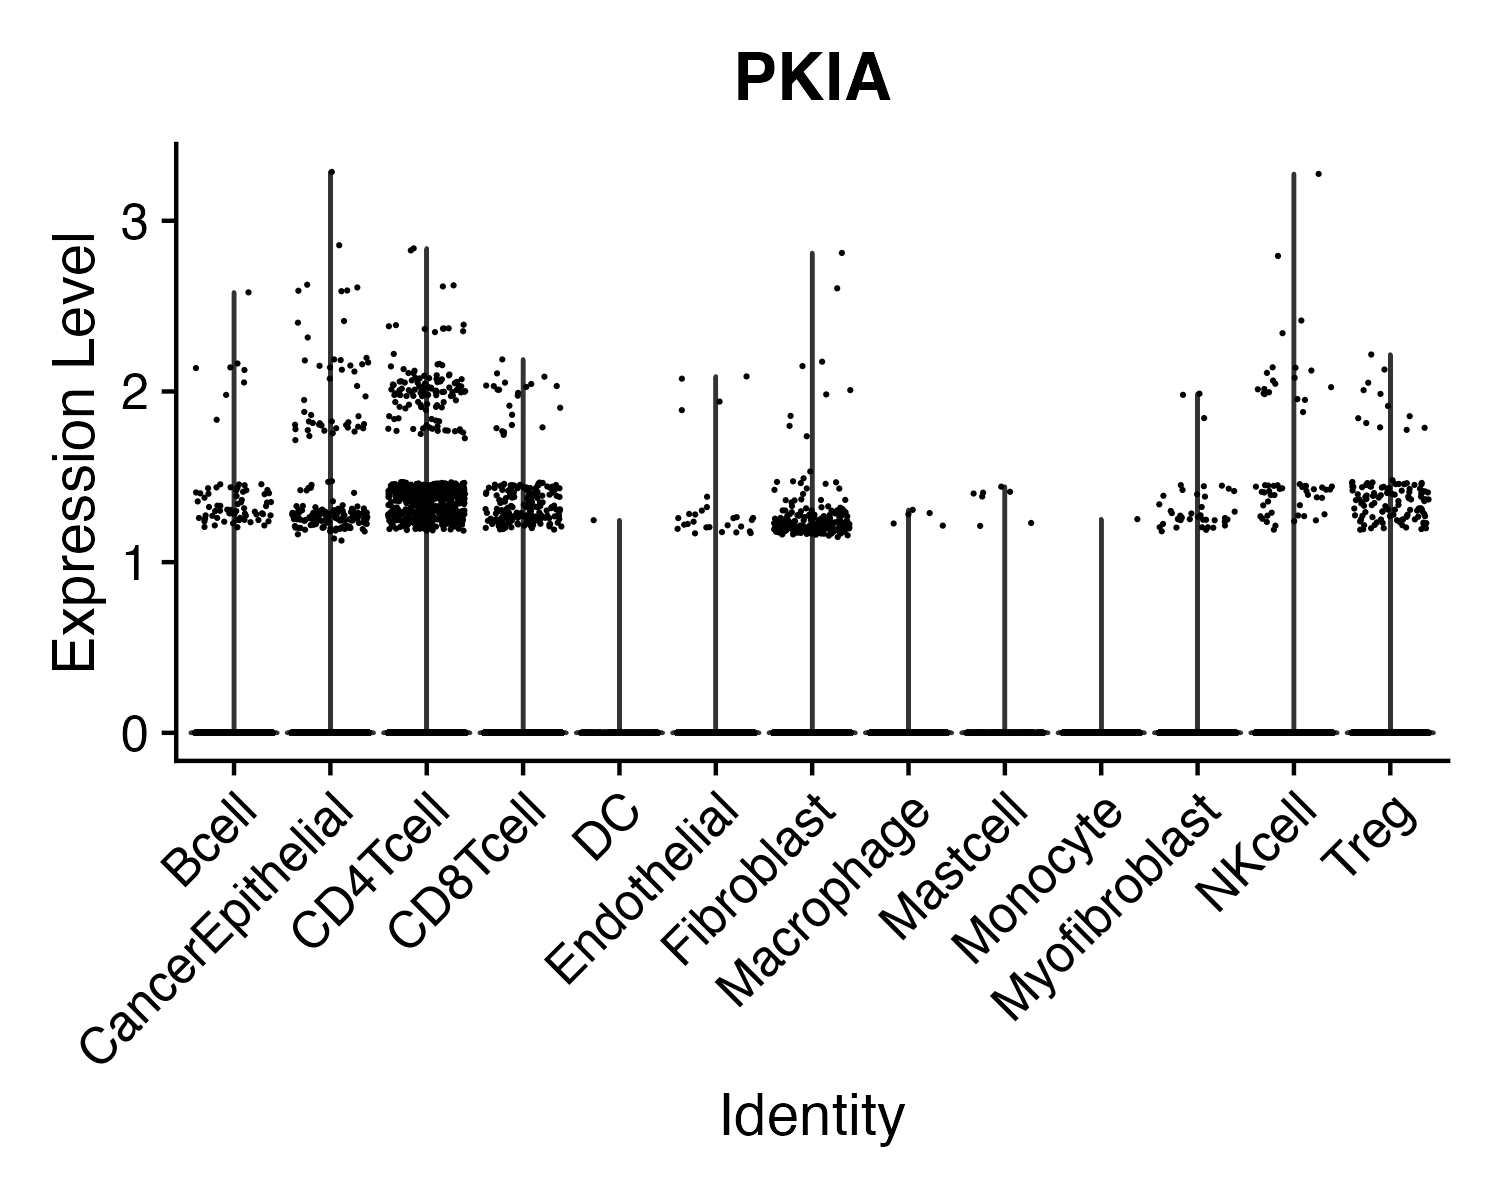 PKIA
Expression Level
3
2
1
0
Bcell
CancerEpithelial
CD4Tcell
CD8Tcell
DC
Endothelial
Fibroblast
Macrophage
Mastcell
Monocyte
Myofibroblast
NKcell
Treg
Identity